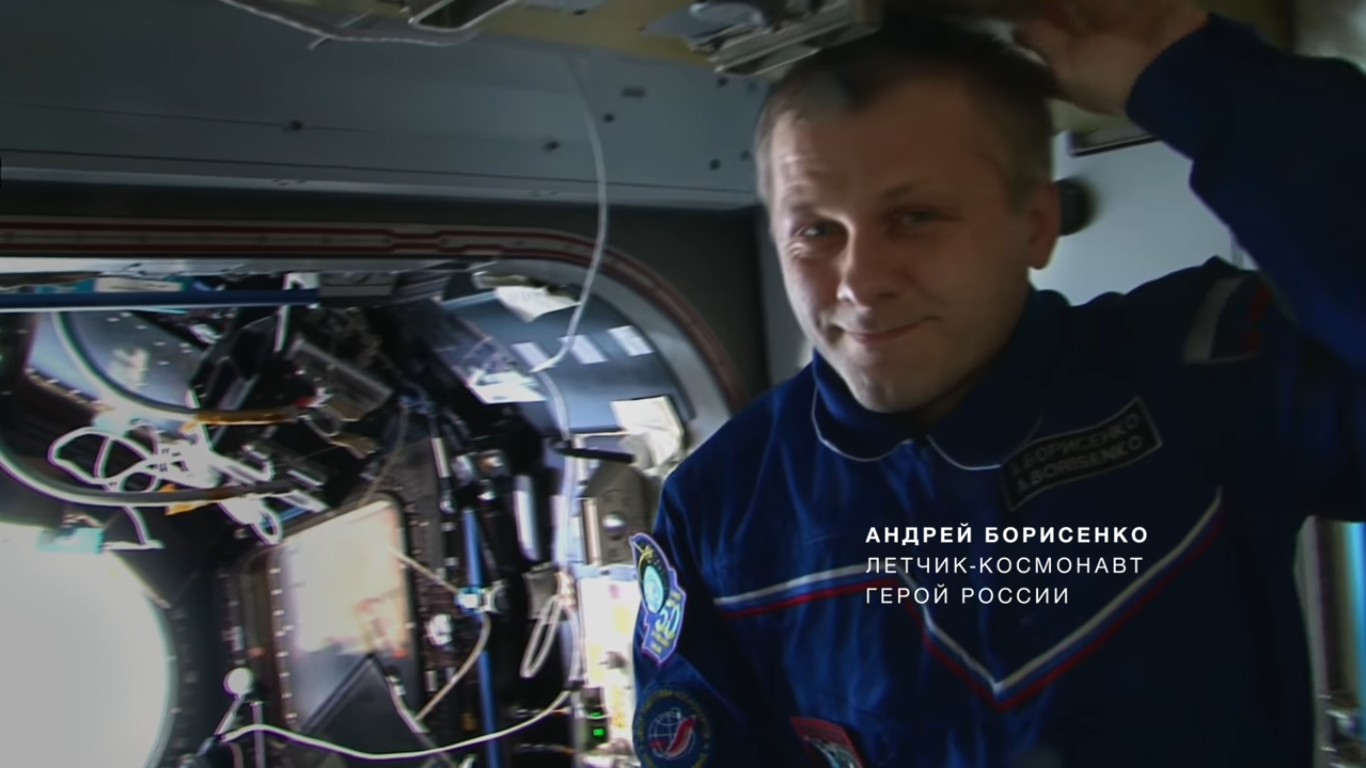 А.БОРИСЕНКО
A.BORISENKO
АНДРЕЙ БОРИСЕНКО
ЛЕТЧИК-КОСМОНАВТ
ГЕРОЙ РОССИИ